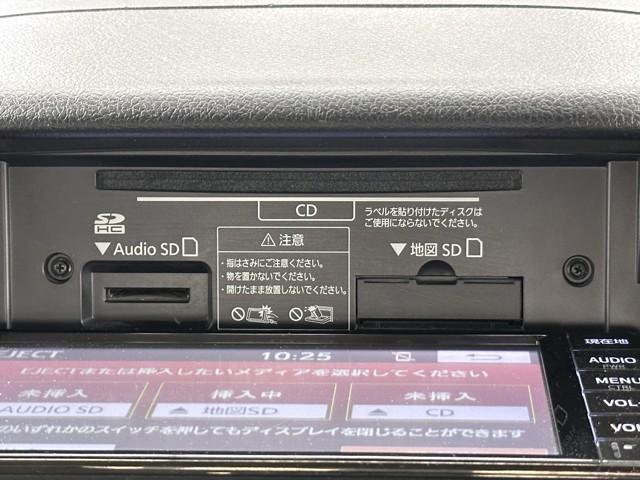 CD
ラベルを貼り付けたディスクは
ご使用にならないでください。
SD
HC
▼Audio SD
⚠注意
・指はさみにご注意ください。
・物を置かないでください。
・開けたまま放置しないでください。
▼地図 SD
EJECT
10:25
EJECTまたは挿入したいメディアを選択してください
未挿入
AUDIO SD
挿入中
地図SD
未挿入
CD
のいずれかのスイッチを押してもディスプレイを閉じることができます
現在地
AUDIO
PWR
MENU
CTRL
VOL